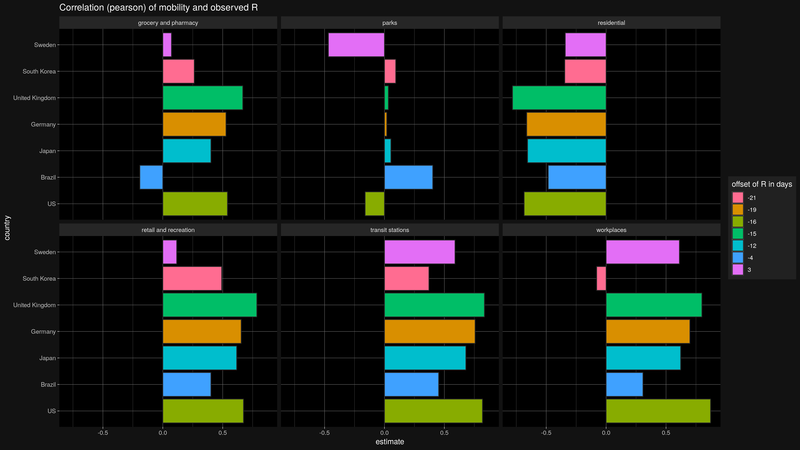 Correlation (pearson) of mobility and observed R
grocery and pharmacy
parks
residential
Sweden
South Korea
United Kingdom
Germany
Japan
Brazil
US
retail and recreation
transit stations
workplaces
Sweden
South Korea
United Kingdom
Germany
Japan
Brazil
US
-0.5
0.0
0.5
-0.5
0.0
0.5
-0.5
0.0
0.5
estimate
country
offset of R in days
-21
-19
-16
-15
-12
-4
3